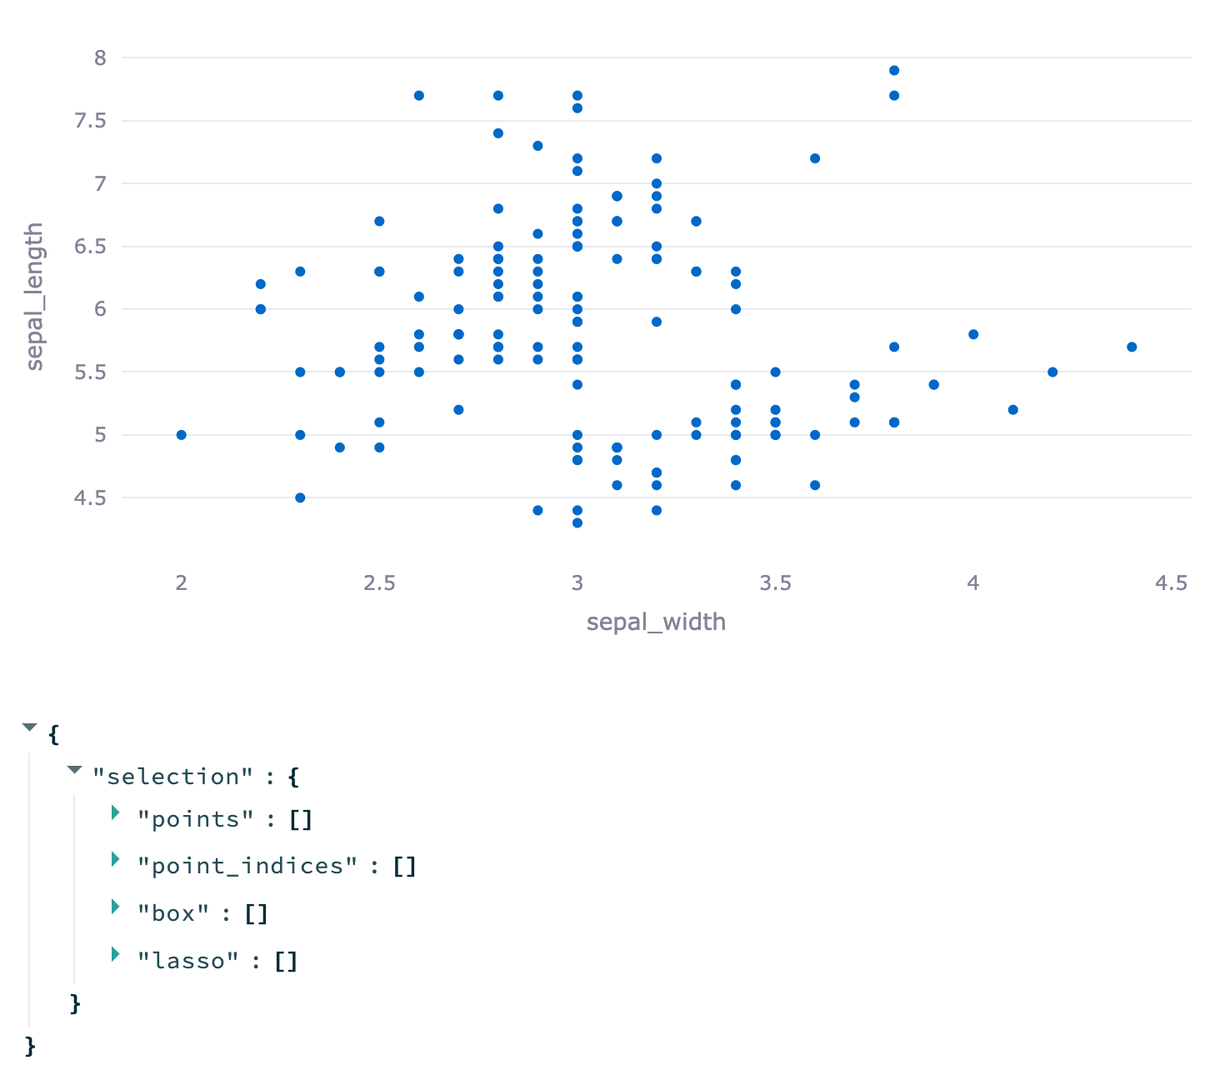 8
7.5
7
6.5
6
5.5
5
4.5
sepal_length
2 2.5 3 3.5 4 4.5
sepal_width
{
"selection" : {
"points" : []
"point_indices" : []
"box" : []
"lasso" : []
}
}